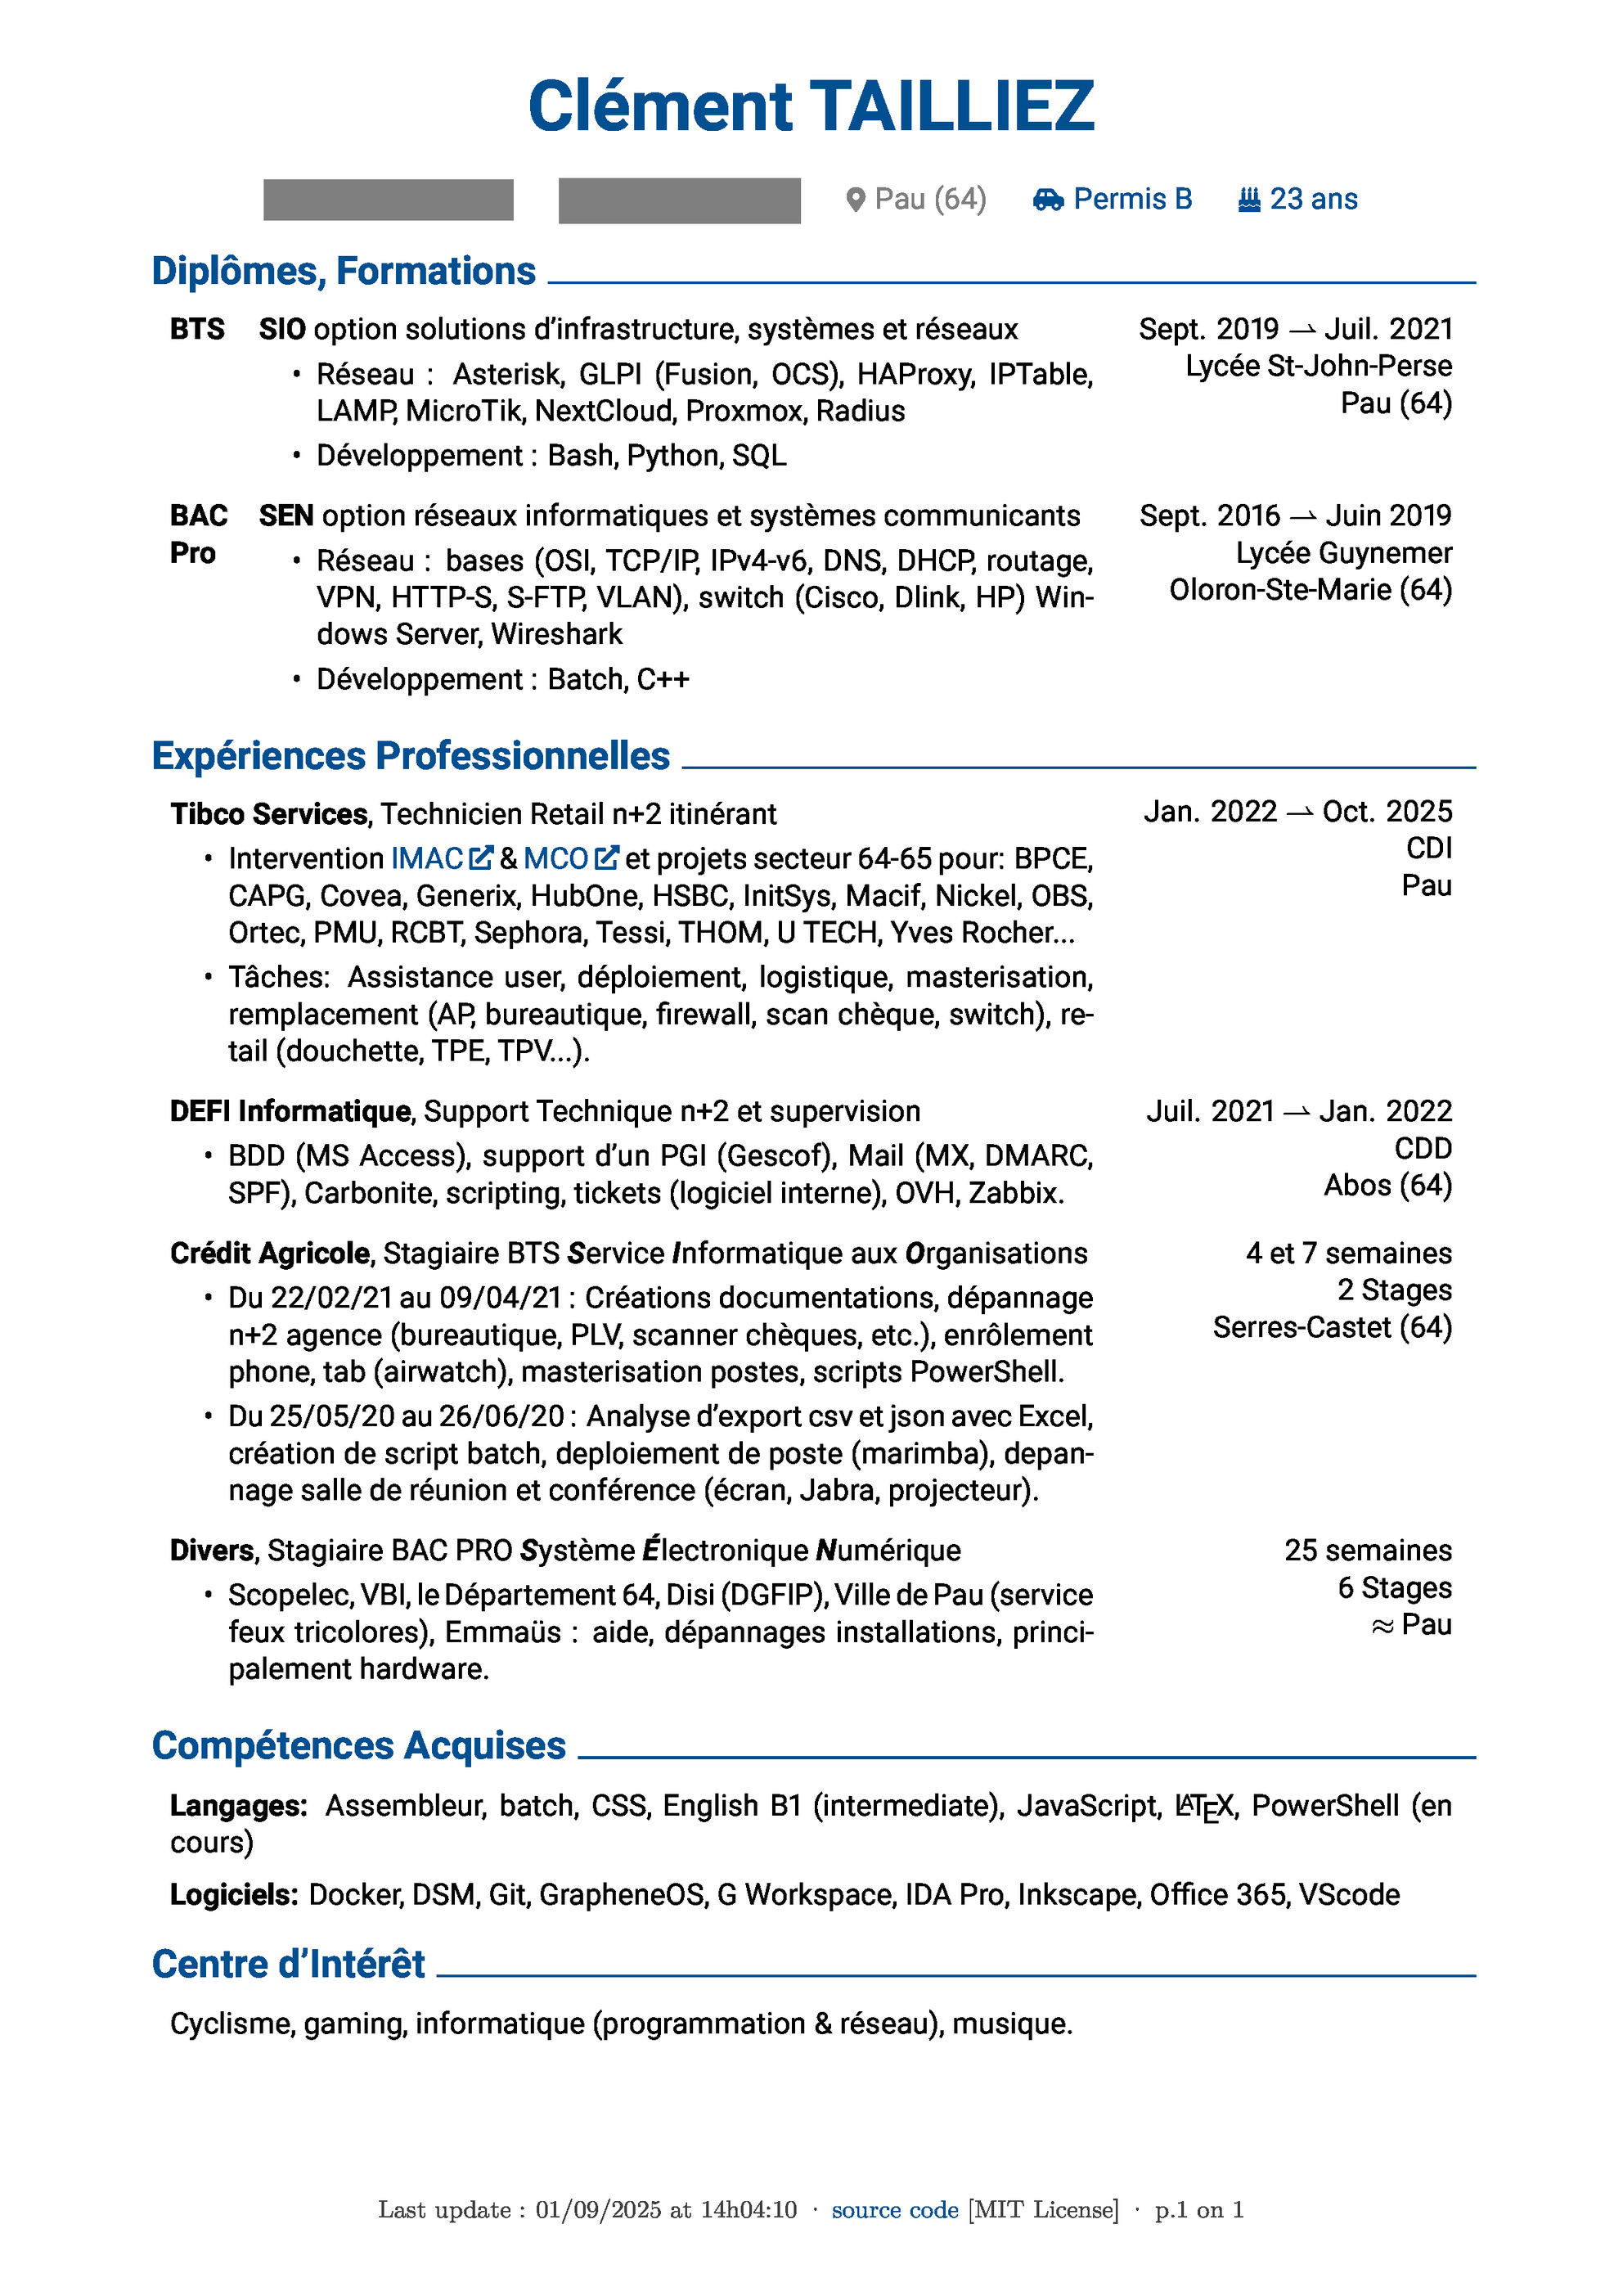 Clément TAILLIEZ
Pau (64) Permis B 23 ans
Diplômes, Formations
BTS SIO option solutions d'infrastructure, systèmes et réseaux Sept. 2019 ⇀ Juil. 2021
Lycée St-John-Perse
Pau (64)
• Réseau : Asterisk, GLPI (Fusion, OCS), HAProxy, IPTable,
LAMP, MicroTik, NextCloud, Proxmox, Radius
• Développement : Bash, Python, SQL
BAC Pro SEN option réseaux informatiques et systèmes communicants Sept. 2016 ⇀ Juin 2019
Lycée Guynemer
Oloron-Ste-Marie (64)
• Réseau : bases (OSI, TCP/IP, IPv4-v6, DNS, DHCP, routage,
VPN, HTTP-S, S-FTP, VLAN), switch (Cisco, Dlink, HP) Win-
dows Server, Wireshark
• Développement : Batch, C++
Expériences Professionnelles
Tibco Services, Technicien Retail n+2 itinérant Jan. 2022 ⇀ Oct. 2025
CDI
Pau
• Intervention IMAC & MCO et projets secteur 64-65 pour: BPCE,
CAPG, Covea, Generix, HubOne, HSBC, InitSys, Macif, Nickel, OBS,
Ortec, PMU, RCBT, Sephora, Tessi, THOM, U TECH, Yves Rocher...
• Tâches: Assistance user, déploiement, logistique, masterisation,
remplacement (AP, bureautique, firewall, scan chèque, switch), re-
tail (douchette, TPE, TPV...).
DEFI Informatique, Support Technique n+2 et supervision Juil. 2021 ⇀ Jan. 2022
CDD
Abos (64)
• BDD (MS Access), support d'un PGI (Gescof), Mail (MX, DMARC,
SPF), Carbonite, scripting, tickets (logiciel interne), OVH, Zabbix.
Crédit Agricole, Stagiaire BTS Service Informatique aux Organisations 4 et 7 semaines
2 Stages
Serres-Castet (64)
• Du 22/02/21 au 09/04/21 : Créations documentations, dépannage
n+2 agence (bureautique, PLV, scanner chèques, etc.), enrôlement
phone, tab (airwatch), masterisation postes, scripts PowerShell.
• Du 25/05/20 au 26/06/20 : Analyse d'export csv et json avec Excel,
création de script batch, deploiement de poste (marimba), depan-
nage salle de réunion et conférence (écran, Jabra, projecteur).
Divers, Stagiaire BAC PRO Système Électronique Numérique 25 semaines
6 Stages
≈ Pau
• Scopelec, VBI, le Département 64, Disi (DGFIP), Ville de Pau (service
feux tricolores), Emmaüs : aide, dépannages installations, princi-
palement hardware.
Compétences Acquises
Langages: Assembleur, batch, CSS, English B1 (intermediate), JavaScript, LATEX, PowerShell (en
cours)
Logiciels: Docker, DSM, Git, GrapheneOS, G Workspace, IDA Pro, Inkscape, Office 365, VScode
Centre d'Intérêt
Cyclisme, gaming, informatique (programmation & réseau), musique.
Last update : 01/09/2025 at 14h04:10 · source code [MIT License] · p.1 on 1